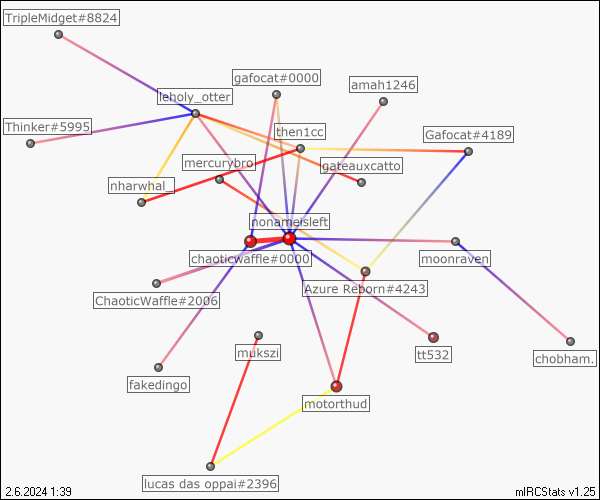 TripleMidget#8824
gafocat#0000
amah1246
leholy_otter
Thinker#5995
then1cc
Gafocat#4189
mercurybro
gateauxcatto
nharwhal_
nonameisleft
chaoticwaffle#0000
moonraven
Azure Reborn#4243
ChaoticWaffle#2006
mukszi
tt532
chobham.
fakedingo
motorthud
lucas das oppai#2396
2.6.2024 1:39
mIRCStats v1.25